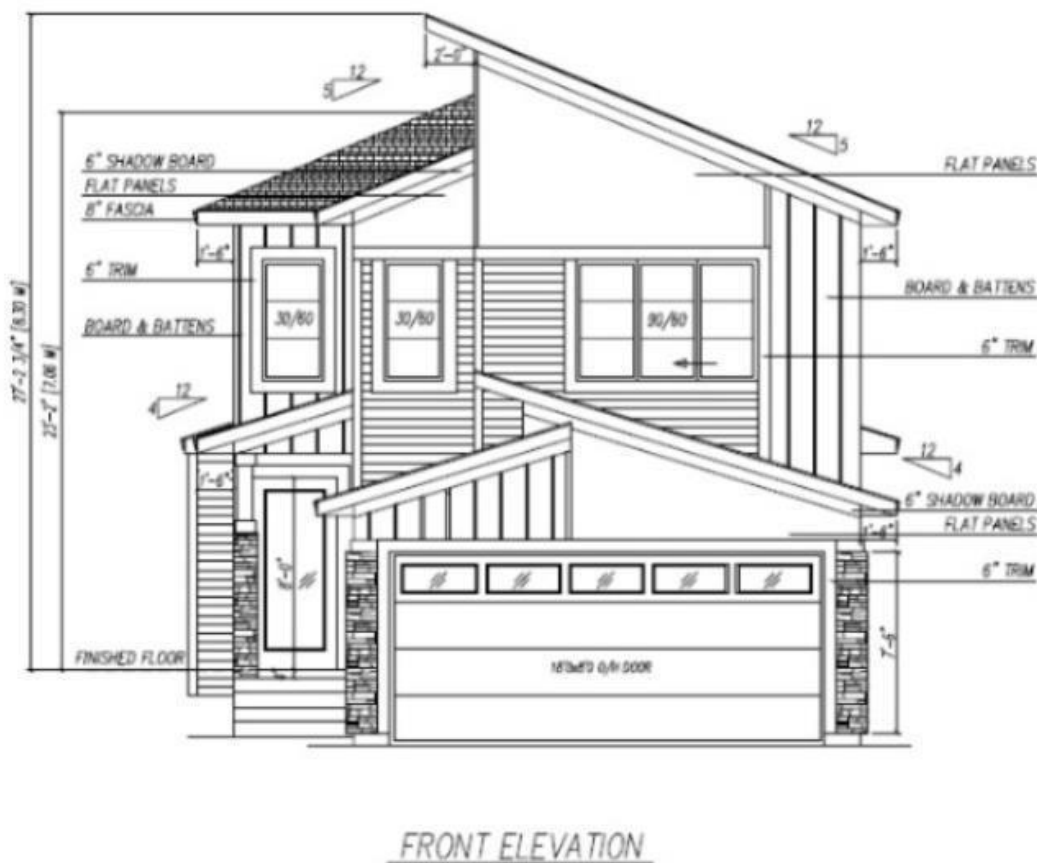 2'-0"
12
5
12
5
6" SHADOW BOARD
FLAT PANELS
8" FASCIA
FLAT PANELS
1'-6"
1'-6"
6" TRIM
BOARD & BATTENS
30/60
30/60
90/60
BOARD & BATTENS
6" TRIM
27'-2 3/4" [8.30 M]
23'-2" [7.06 M]
12
4
12
4
1'-6"
6" SHADOW BOARD
FLAT PANELS
1'-6"
6" TRIM
8'-0"
7'-6"
FINISHED FLOOR
O/H DOOR
FRONT ELEVATION